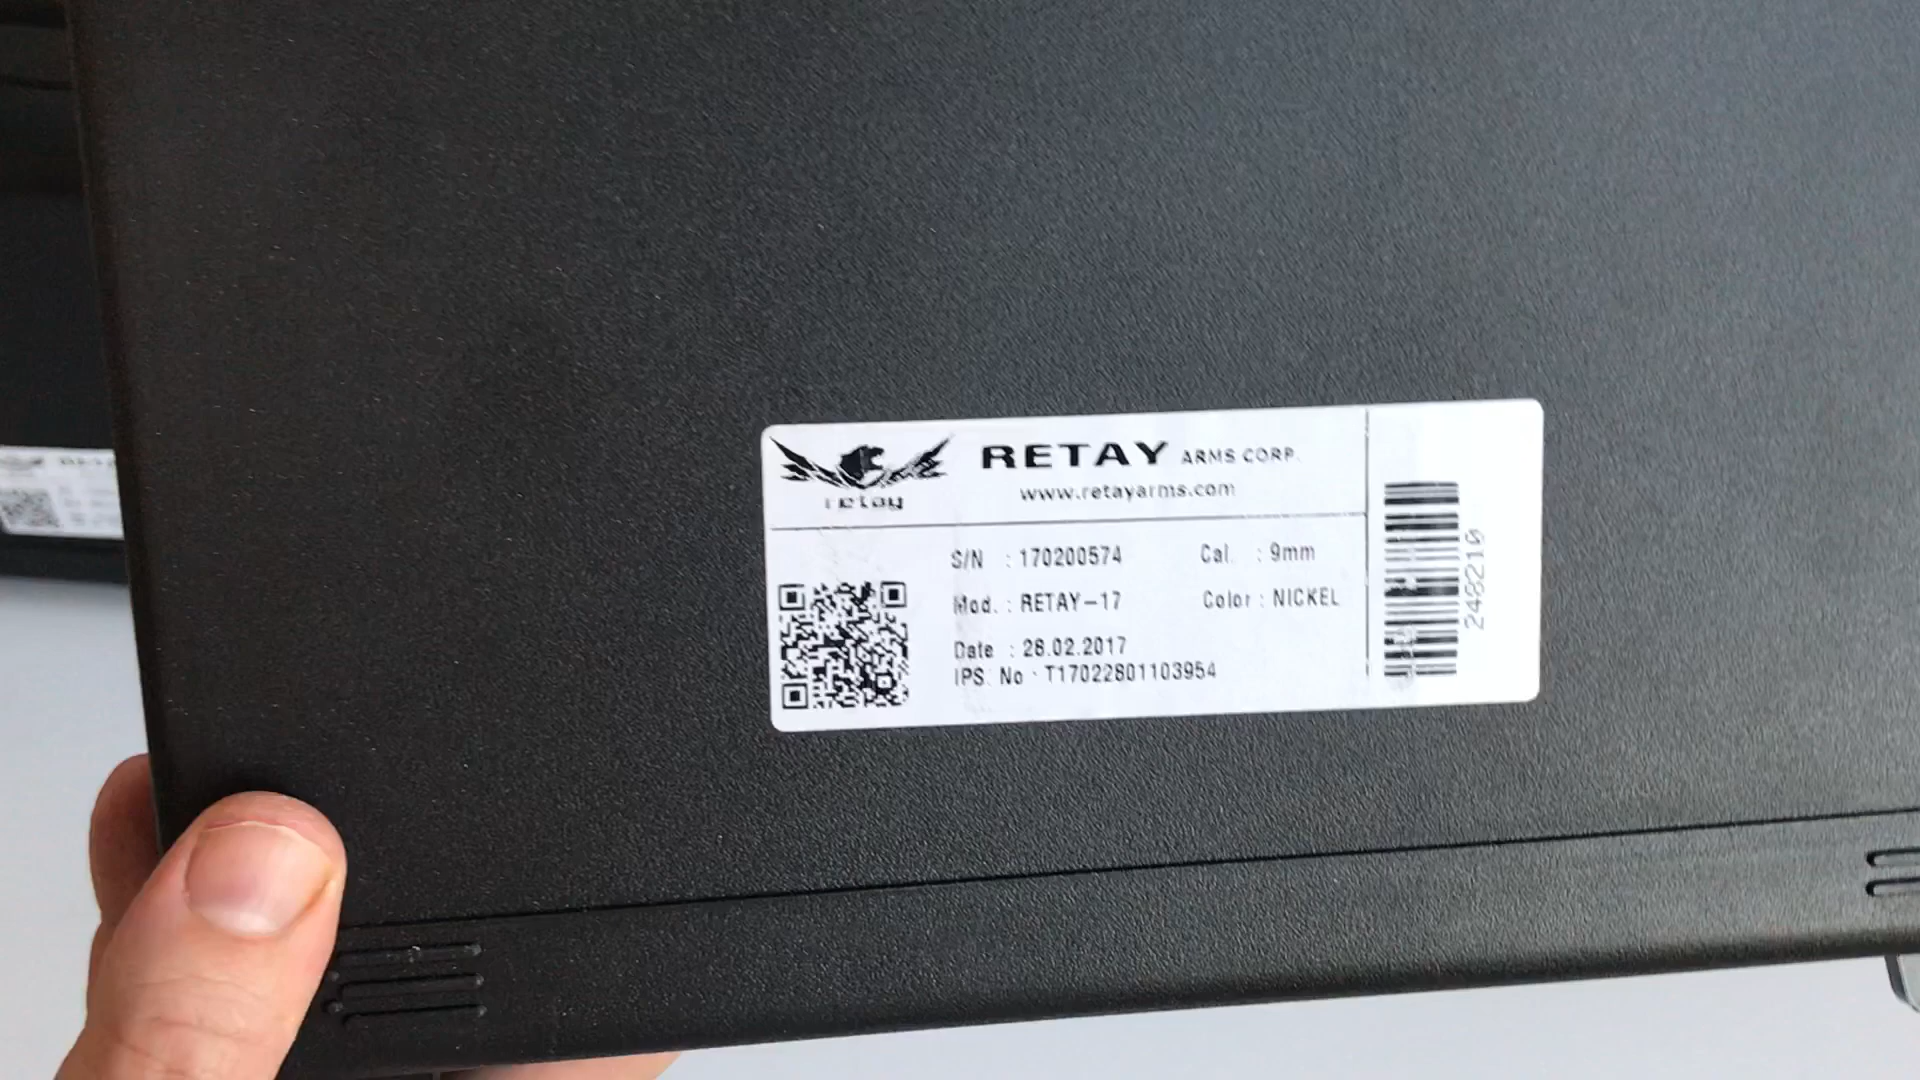 retay
RETAY ARMS CORP.
www.retayarms.com
S/N : 170200574 Cal. : 9mm
Mod. : RETAY-17 Color : NICKEL
Date : 28.02.2017
IPS. No : T17022801103954
2482210